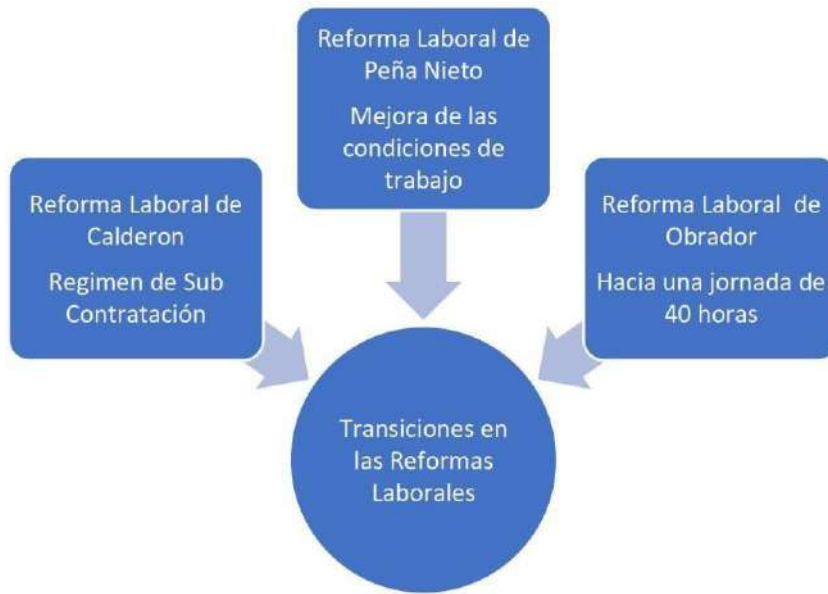 Reforma Laboral de
Calderon
Regimen de Sub
Contratación
Reforma Laboral de
Peña Nieto
Mejora de las
condiciones de
trabajo
Reforma Laboral de
Obrador
Hacia una jornada de
40 horas
Transiciones en
las Reformas
Laborales